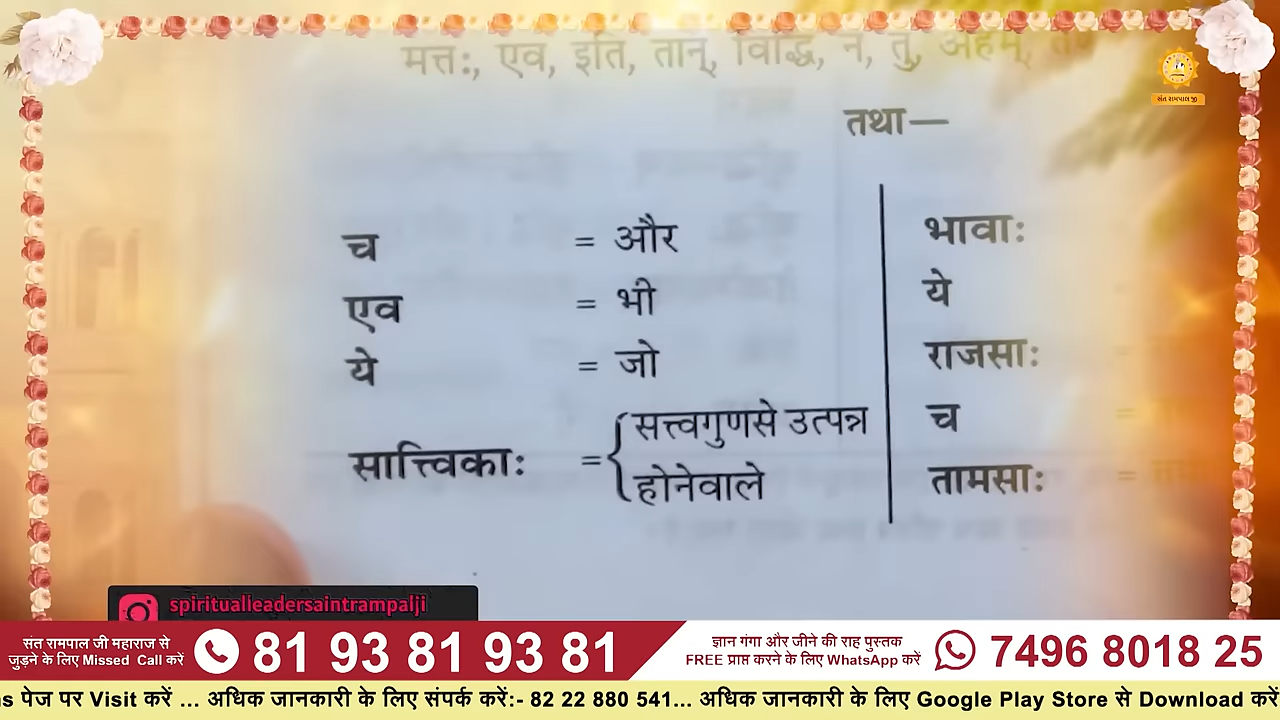 मत्तः, एव, इति, तान्, विद्धि, न, तु, अहम्,
तथा—
च = और
एव = भी
ये = जो
सात्त्विकाः = { सत्त्वगुणसे उत्पन्न
होनेवाले
भावाः
ये
राजसाः
च =
तामसाः =
संत रामपाल जी
spiritualleadersaintrampalji
संत रामपाल जी महाराज से
जुड़ने के लिए Missed Call करें
81 93 81 93 81
ज्ञान गंगा और जीने की राह पुस्तक
FREE प्राप्त करने के लिए WhatsApp करें
7496 8018 25
पेज पर Visit करें ... अधिक जानकारी के लिए संपर्क करें:- 82 22 880 541... अधिक जानकारी के लिए Google Play Store से Download करें